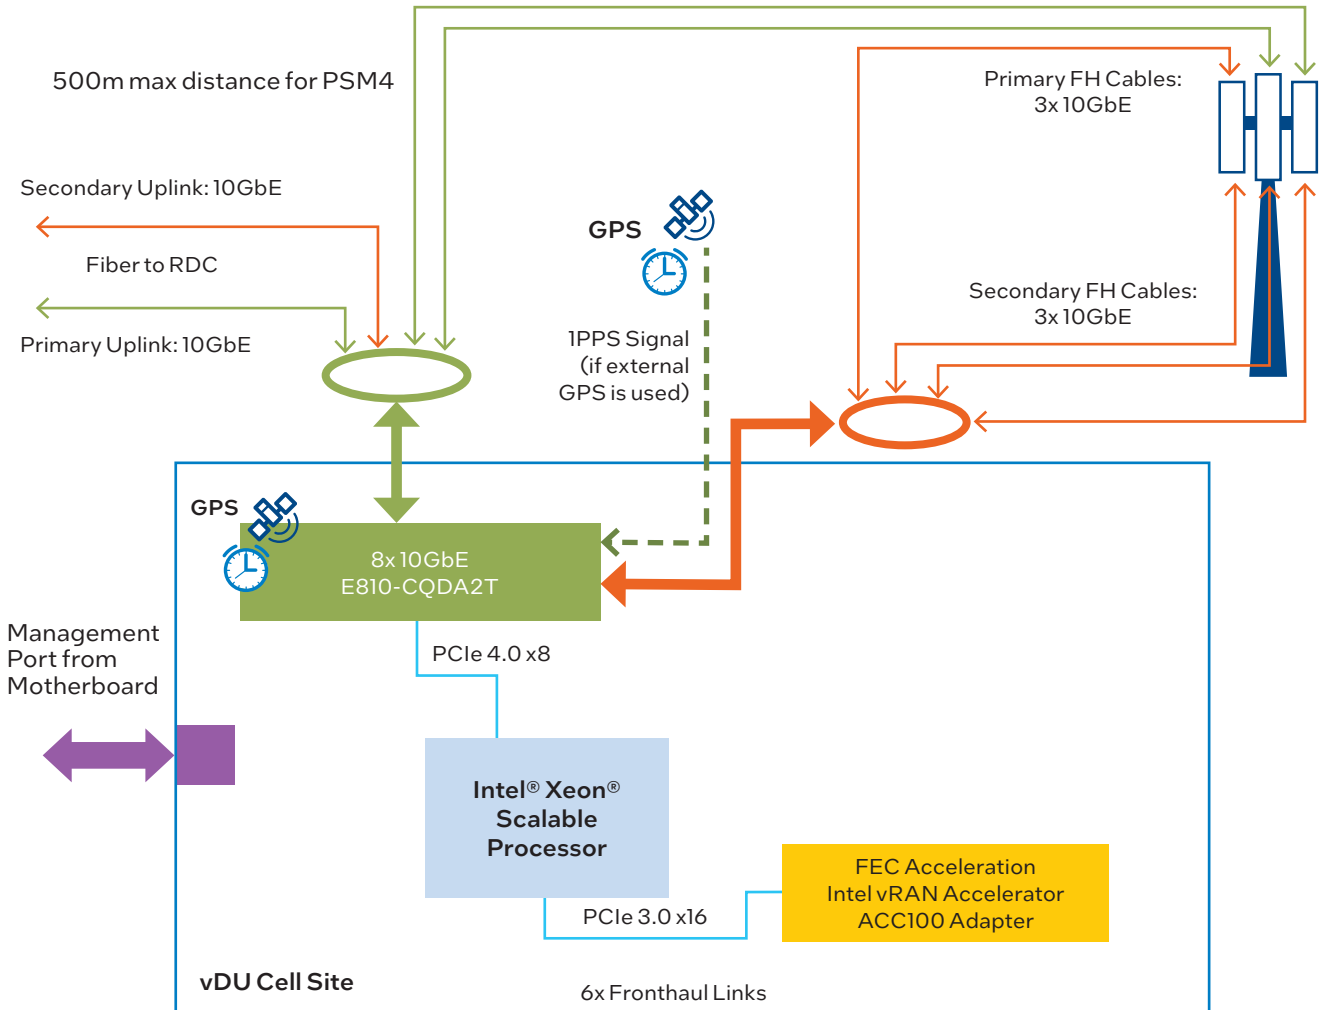 500m max distance for PSM4
Primary FH Cables:
3x 10GbE
Secondary Uplink: 10GbE
GPS
Fiber to RDC
Secondary FH Cables:
3x 10GbE
Primary Uplink: 10GbE
1PPS Signal
(if external
GPS is used)
GPS
8x 10GbE
E810-CQDA2T
Management
Port from
Motherboard
PCIe 4.0 x8
Intel® Xeon®
Scalable
Processor
FEC Acceleration
Intel vRAN Accelerator
ACC100 Adapter
PCIe 3.0 x16
vDU Cell Site
6x Fronthaul Links